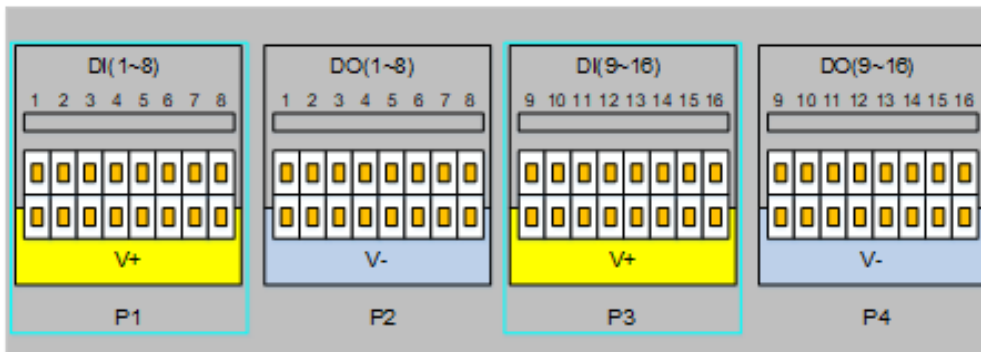 DI(1~8)
1 2 3 4 5 6 7 8
V+
P1
DO(1~8)
1 2 3 4 5 6 7 8
V-
P2
DI(9~16)
9 10 11 12 13 14 15 16
V+
P3
DO(9~16)
9 10 11 12 13 14 15 16
V-
P4